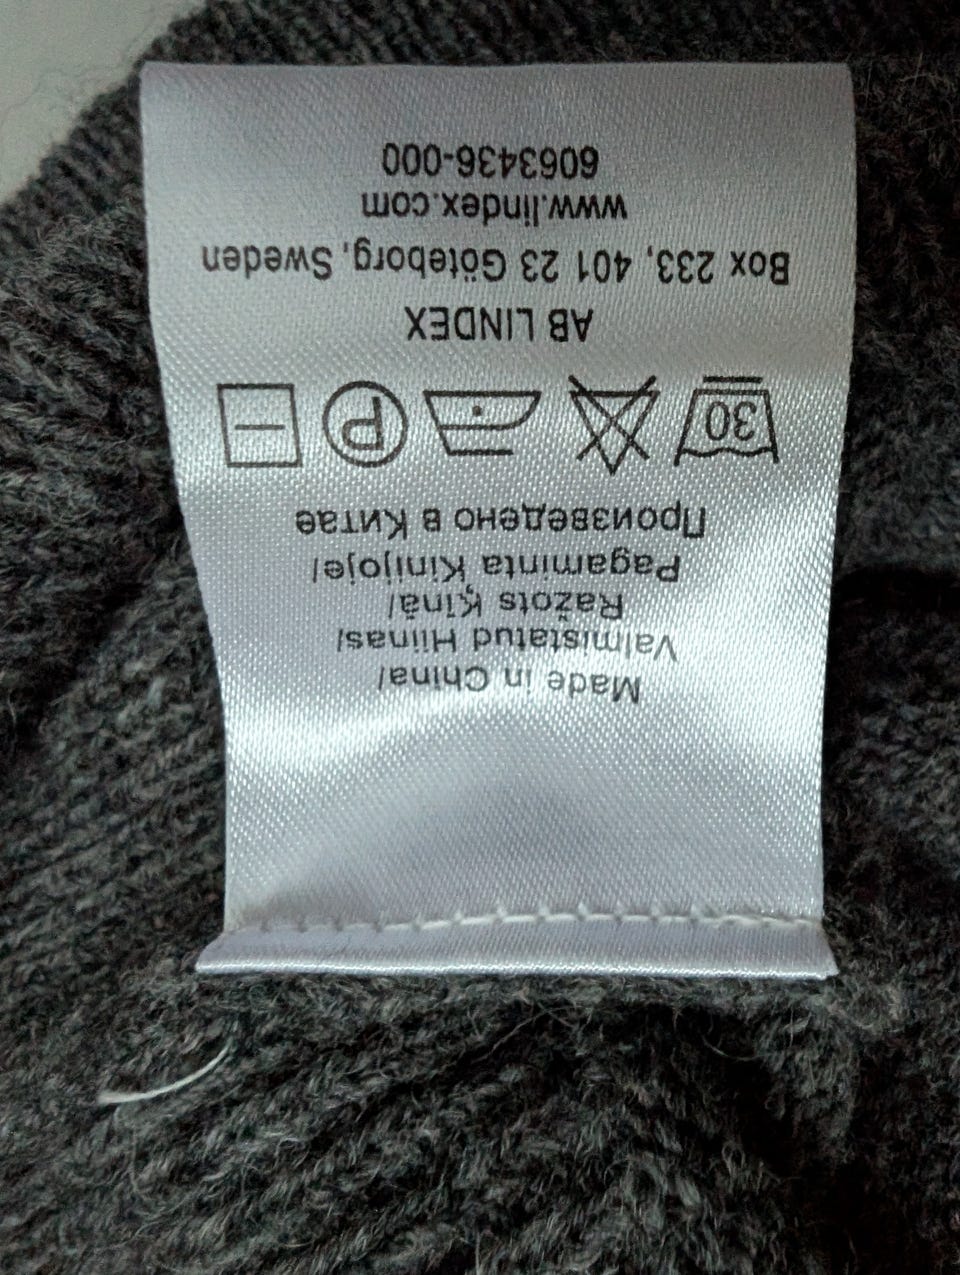 Made in China/
Valmistatud Hiinas/
Ražots Ķīnā/
Pagaminta Kinijoje/
Произведено в Китае
30 P
AB LINDEX
Box 233, 401 23 Göteborg, Sweden
www.lindex.com
6063436-000